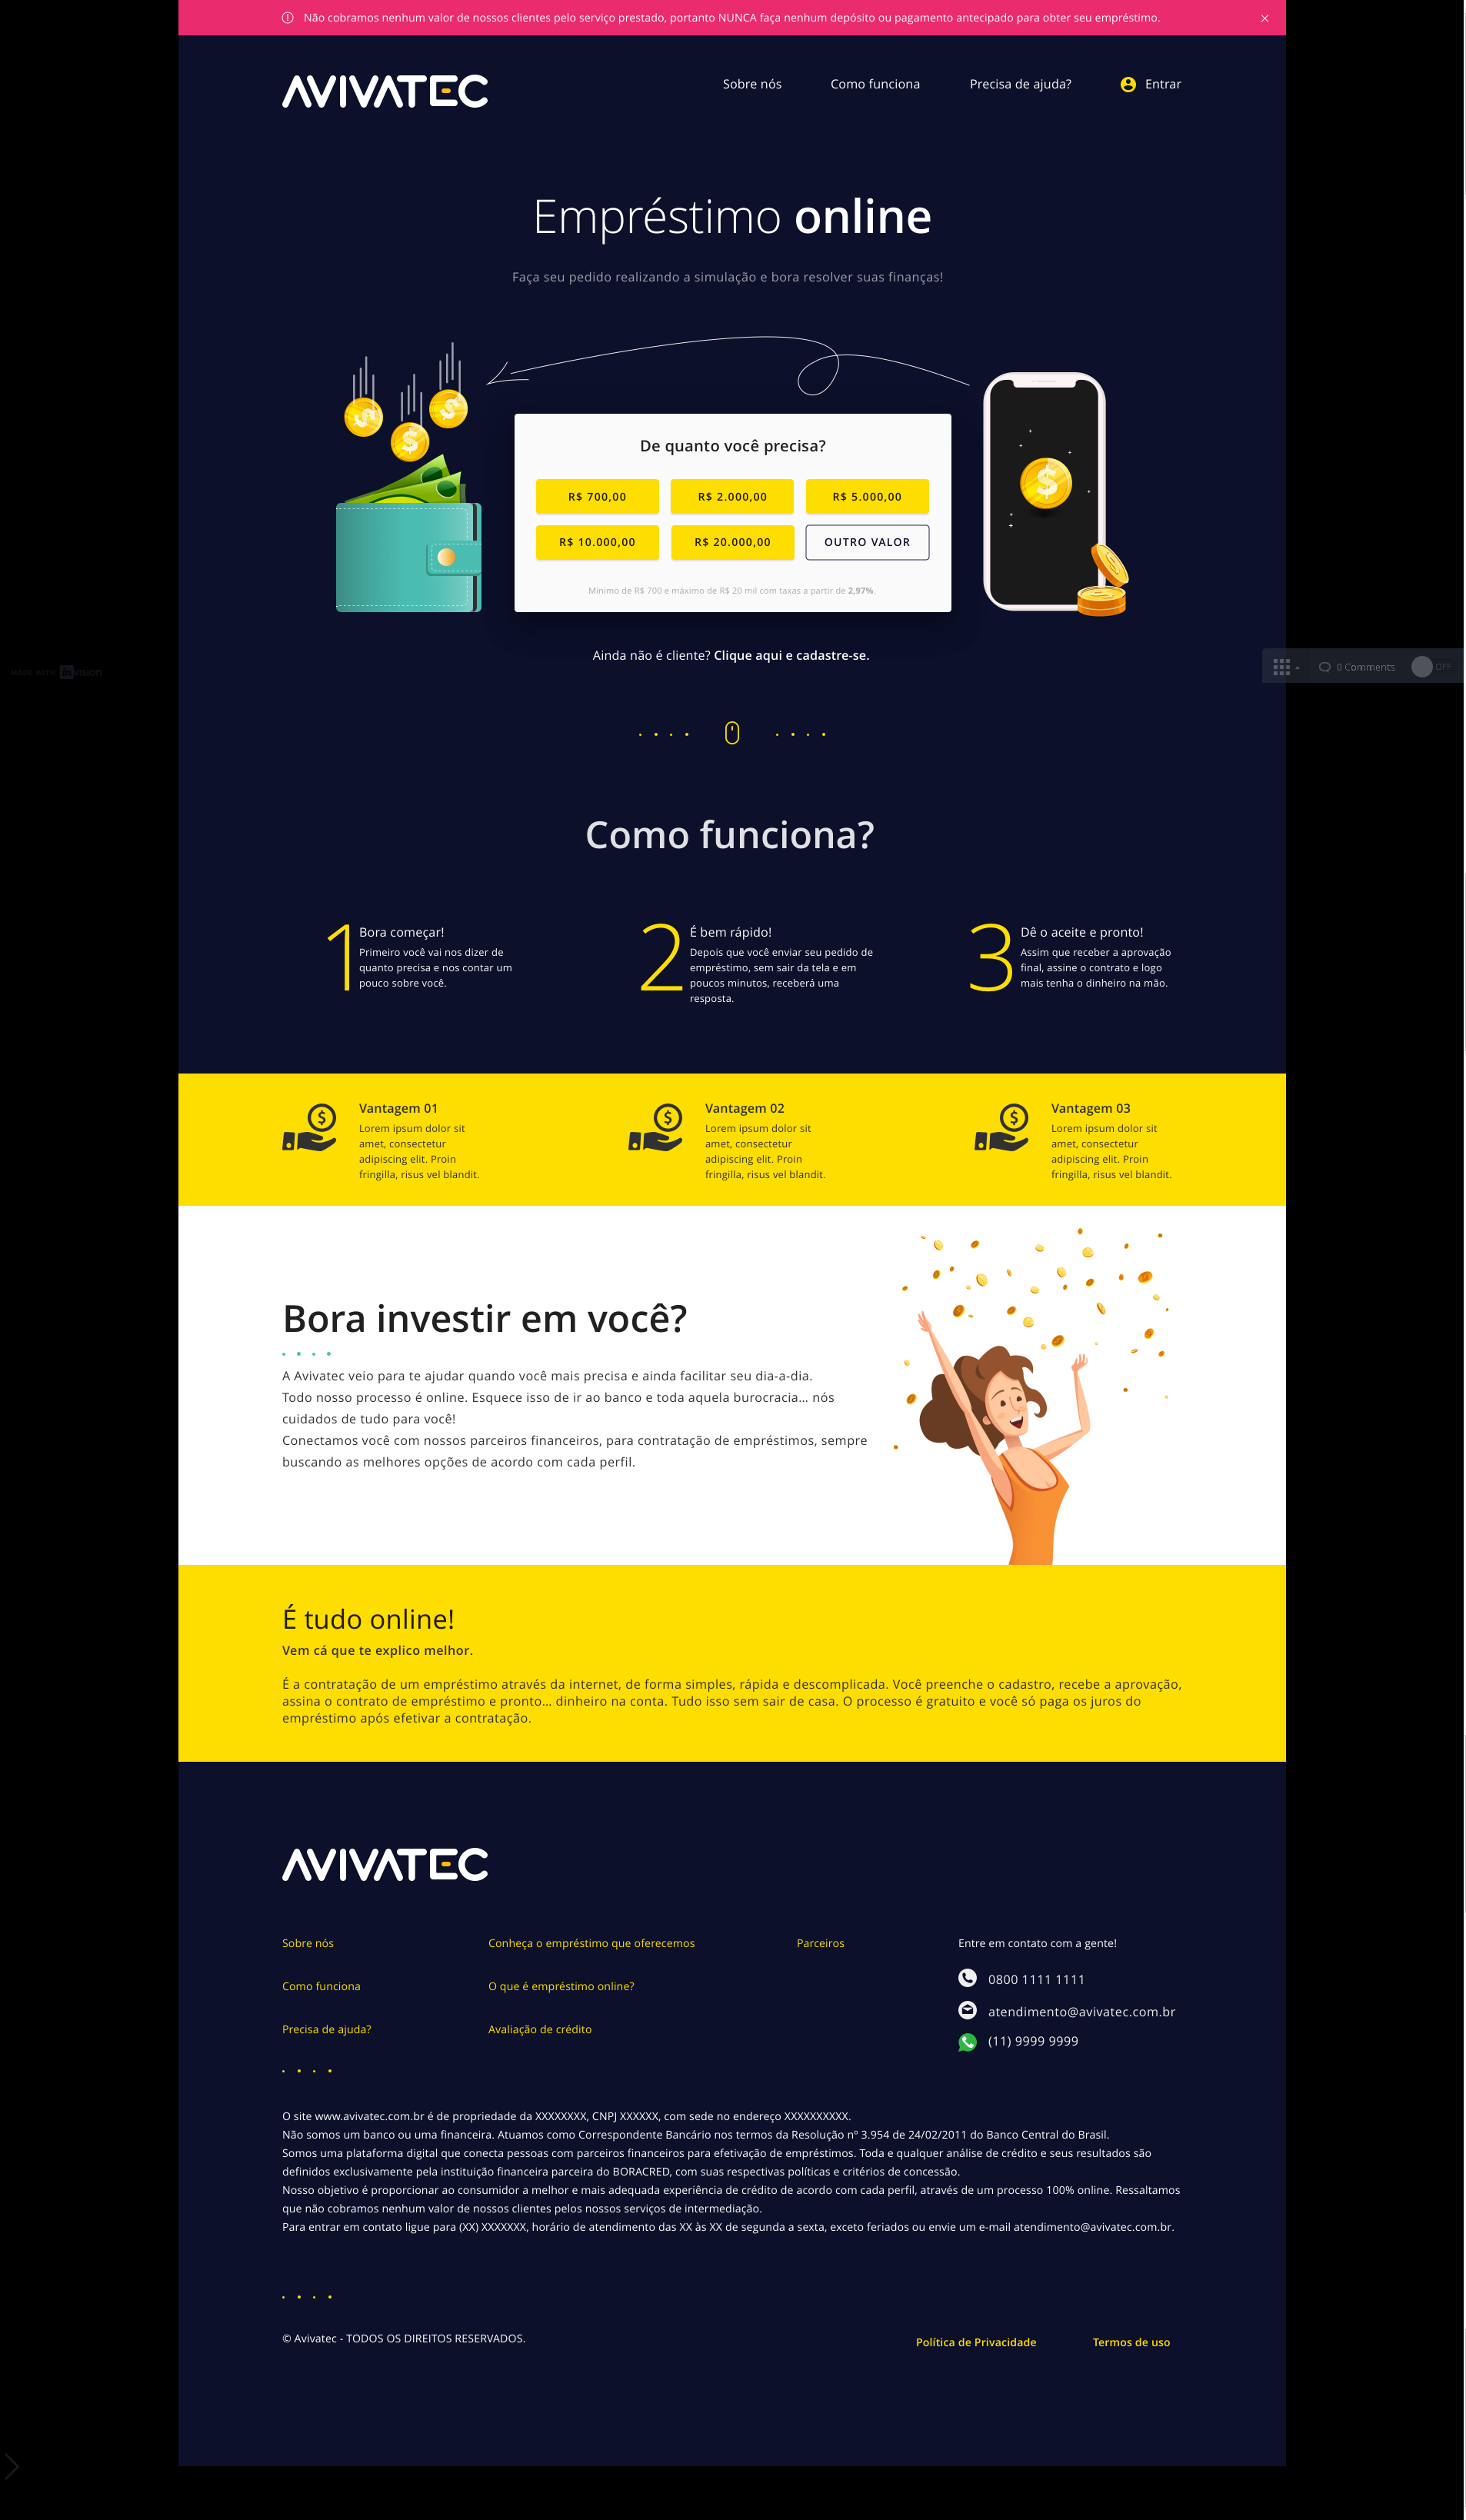 Não cobramos nenhum valor de nossos clientes pelo serviço prestado, portanto NUNCA faça nenhum depósito ou pagamento antecipado para obter seu empréstimo.
AVIVATEC
Sobre nós
Como funciona
Precisa de ajuda?
Entrar
Empréstimo online
Faça seu pedido realizando a simulação e bora resolver suas finanças!
De quanto você precisa?
R$ 700,00
R$ 2.000,00
R$ 5.000,00
R$ 10.000,00
R$ 20.000,00
OUTRO VALOR
Mínimo de R$ 700 e máximo de R$ 20 mil com taxas a partir de 2,97%.
Ainda não é cliente? Clique aqui e cadastre-se.
MADE WITH invision
0 Comments
OFF
Como funciona?
1
Bora começar!
Primeiro você vai nos dizer de
quanto precisa e nos contar um
pouco sobre você.
2
É bem rápido!
Depois que você enviar seu pedido de
empréstimo, sem sair da tela e em
poucos minutos, receberá uma
resposta.
3
Dê o aceite e pronto!
Assim que receber a aprovação
final, assine o contrato e logo
mais tenha o dinheiro na mão.
Vantagem 01
Lorem ipsum dolor sit
amet, consectetur
adipiscing elit. Proin
fringilla, risus vel blandit.
Vantagem 02
Lorem ipsum dolor sit
amet, consectetur
adipiscing elit. Proin
fringilla, risus vel blandit.
Vantagem 03
Lorem ipsum dolor sit
amet, consectetur
adipiscing elit. Proin
fringilla, risus vel blandit.
Bora investir em você?
A Avivatec veio para te ajudar quando você mais precisa e ainda facilitar seu dia-a-dia.
Todo nosso processo é online. Esquece isso de ir ao banco e toda aquela burocracia... nós
cuidados de tudo para você!
Conectamos você com nossos parceiros financeiros, para contratação de empréstimos, sempre
buscando as melhores opções de acordo com cada perfil.
É tudo online!
Vem cá que te explico melhor.
É a contratação de um empréstimo através da internet, de forma simples, rápida e descomplicada. Você preenche o cadastro, recebe a aprovação,
assina o contrato de empréstimo e pronto... dinheiro na conta. Tudo isso sem sair de casa. O processo é gratuito e você só paga os juros do
empréstimo após efetivar a contratação.
AVIVATEC
Sobre nós
Como funciona
Precisa de ajuda?
Conheça o empréstimo que oferecemos
O que é empréstimo online?
Avaliação de crédito
Parceiros
Entre em contato com a gente!
0800 1111 1111
atendimento@avivatec.com.br
(11) 9999 9999
O site www.avivatec.com.br é de propriedade da XXXXXXXX, CNPJ XXXXXX, com sede no endereço XXXXXXXXXX.
Não somos um banco ou uma financeira. Atuamos como Correspondente Bancário nos termos da Resolução nº 3.954 de 24/02/2011 do Banco Central do Brasil.
Somos uma plataforma digital que conecta pessoas com parceiros financeiros para efetivação de empréstimos. Toda e qualquer análise de crédito e seus resultados são
definidos exclusivamente pela instituição financeira parceira do BORACRED, com suas respectivas políticas e critérios de concessão.
Nosso objetivo é proporcionar ao consumidor a melhor e mais adequada experiência de crédito de acordo com cada perfil, através de um processo 100% online. Ressaltamos
que não cobramos nenhum valor de nossos clientes pelos nossos serviços de intermediação.
Para entrar em contato ligue para (XX) XXXXXXX, horário de atendimento das XX às XX de segunda a sexta, exceto feriados ou envie um e-mail atendimento@avivatec.com.br.
© Avivatec - TODOS OS DIREITOS RESERVADOS.
Política de Privacidade
Termos de uso